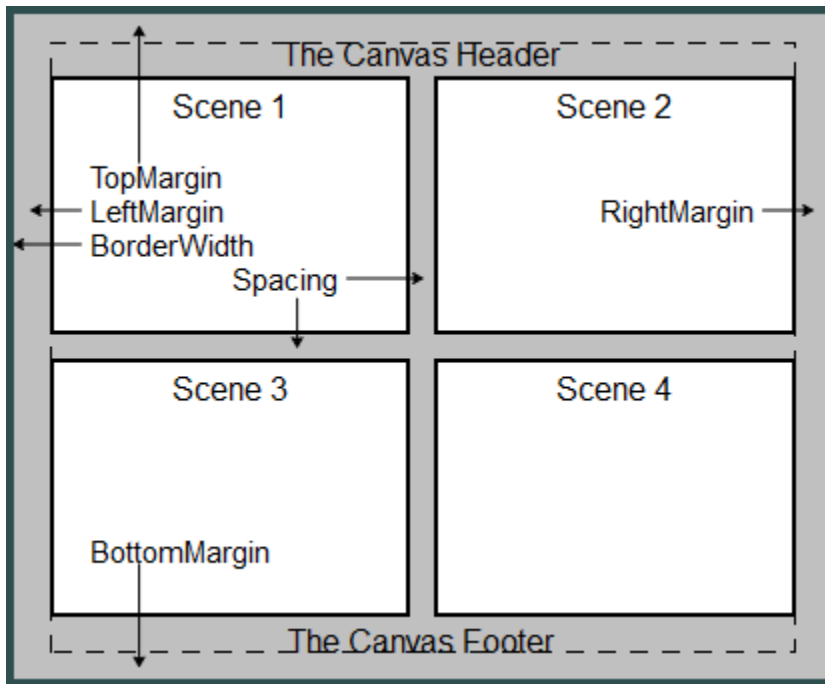 The Canvas Header
Scene 1
Scene 2
TopMargin
LeftMargin
RightMargin
BorderWidth
Spacing
Scene 3
Scene 4
BottomMargin
The Canvas Footer